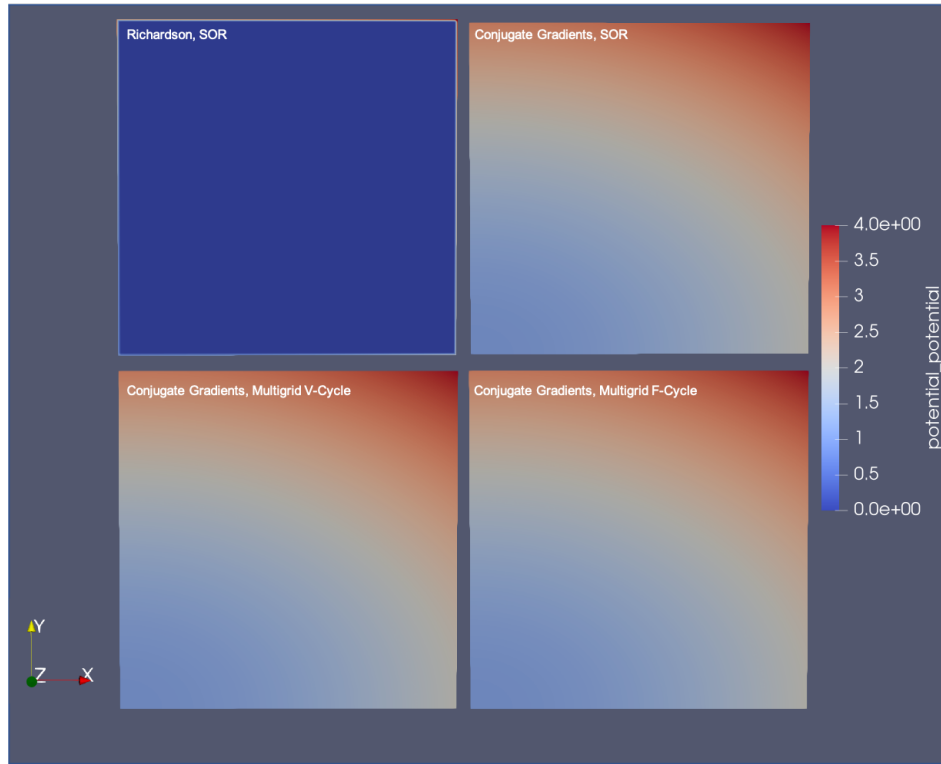 Richardson, SOR
Conjugate Gradients, SOR
Conjugate Gradients, Multigrid V-Cycle
Conjugate Gradients, Multigrid F-Cycle
4.0e+00
3.5
3
2.5
2
1.5
1
0.5
0.0e+00
potential_potential
Y
Z
X